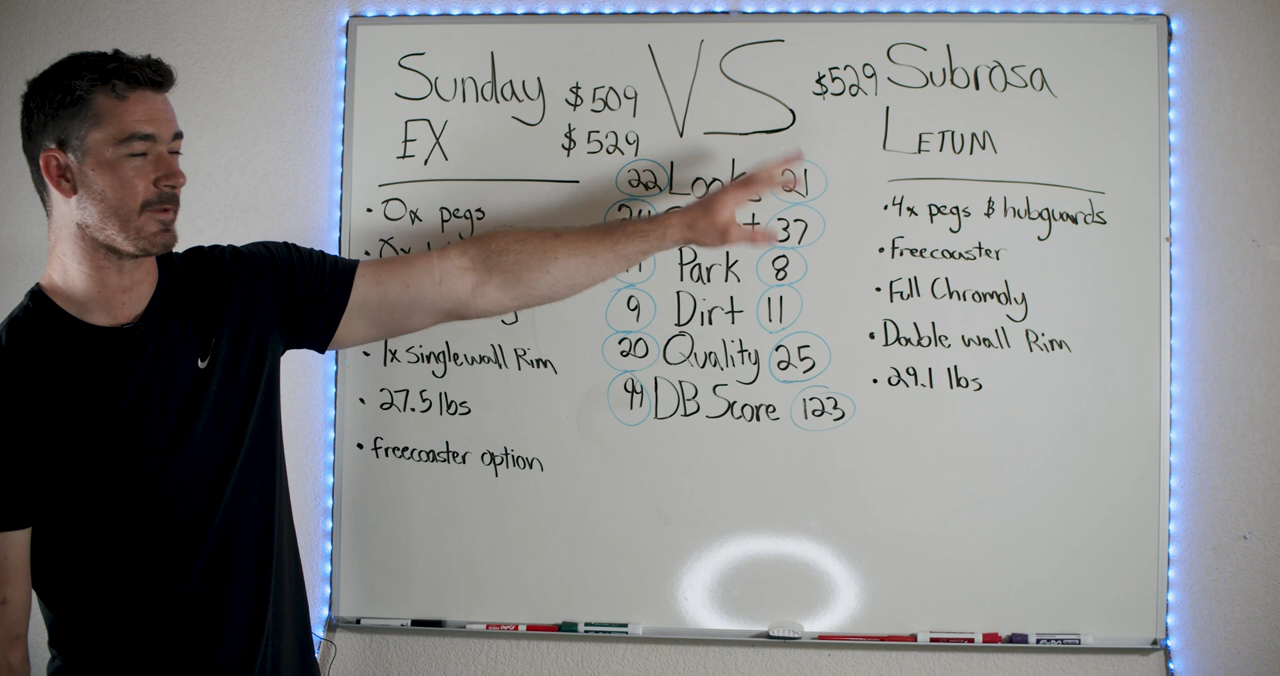 Sunday $509 VS $529 Subrosa
EX $529 LETUM
22 21
• 0x pegs
37
Park 8
9 Dirt 11
• 1x Singlewall Rim
20 Quality 25
• 27.5 lbs
DB Score 123
• freecoaster option
• 4x pegs & hubguards
• freecoaster
• Full Chromoly
• Double wall Rim
• 29.1 lbs